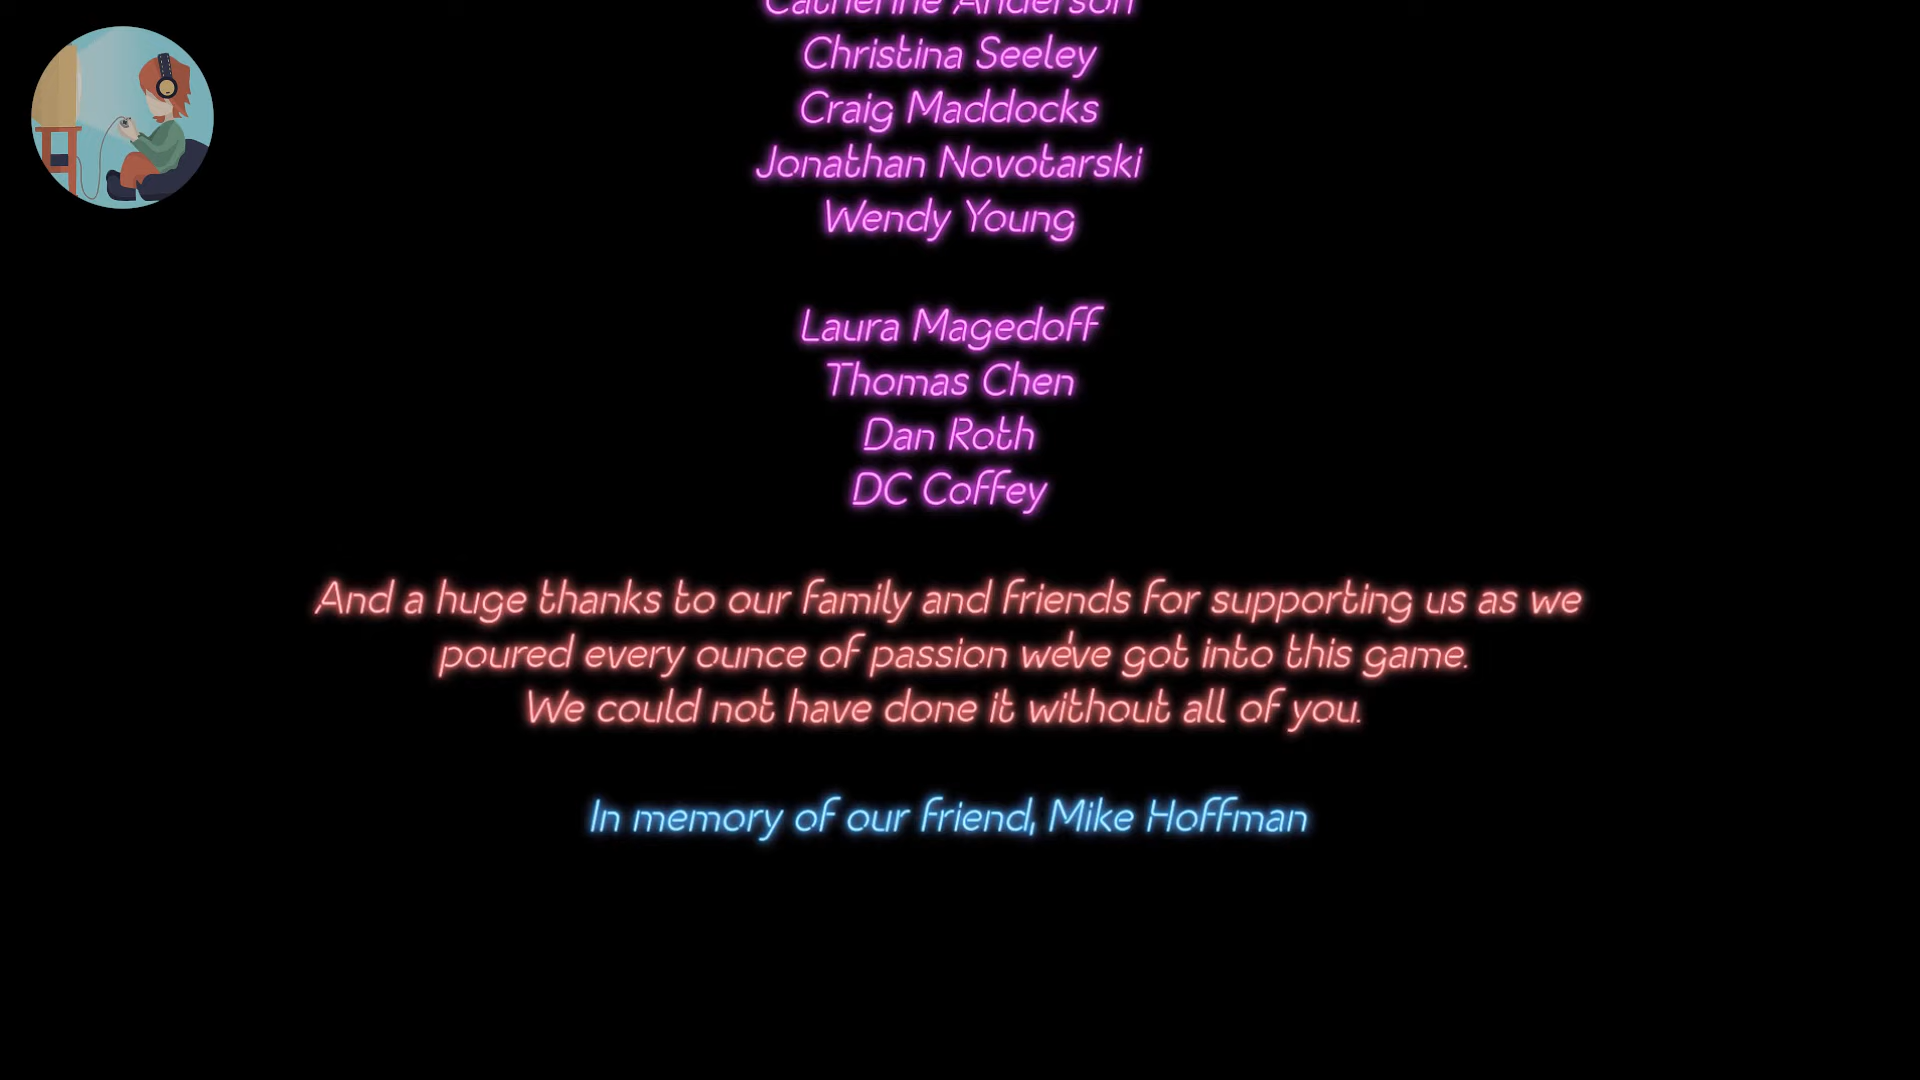 Catherine Anderson
Christina Seeley
Craig Maddocks
Jonathan Novotarski
Wendy Young
Laura Magedoff
Thomas Chen
Dan Roth
DC Coffey
And a huge thanks to our family and friends for supporting us as we
poured every ounce of passion we've got into this game.
We could not have done it without all of you.
In memory of our friend, Mike Hoffman